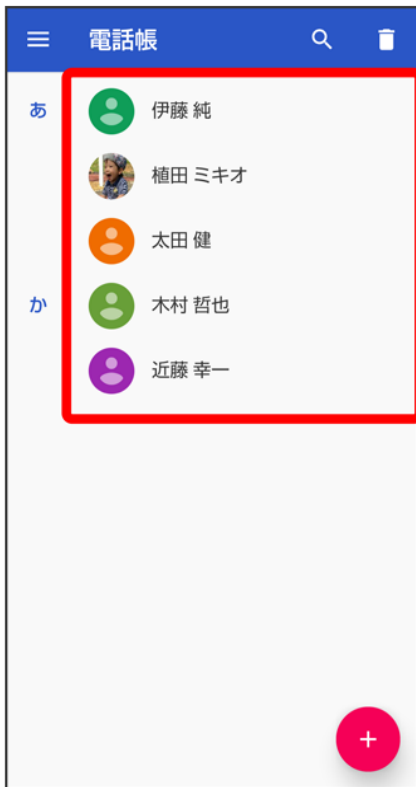 電話帳
あ
伊藤 純
植田 ミキオ
太田 健
か
木村 哲也
近藤 幸一